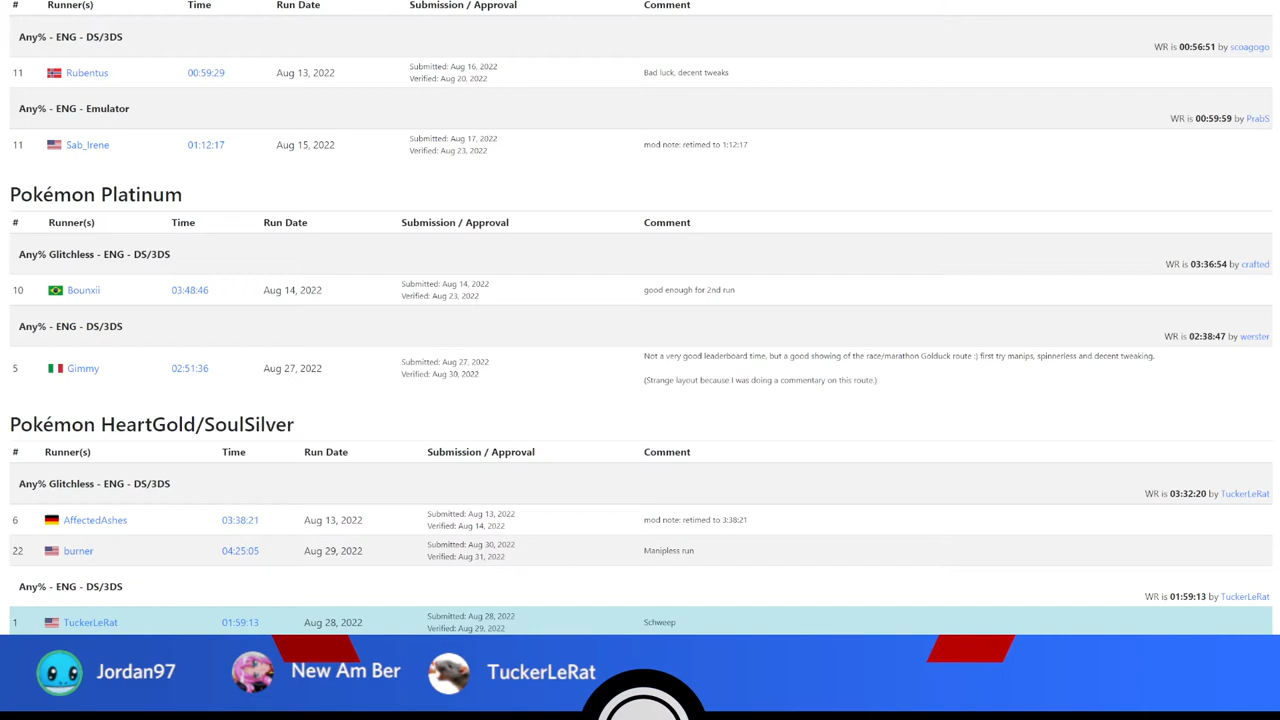 # Runner(s) Time Run Date Submission / Approval Comment
Any% - ENG - DS/3DS
WR is 00:56:51 by scoagogo
11 Rubentus 00:59:29 Aug 13, 2022 Submitted: Aug 16, 2022 Bad luck, decent tweaks
Verified: Aug 20, 2022
Any% - ENG - Emulator
WR is 00:59:59 by PrabS
11 Sab_Irene 01:12:17 Aug 15, 2022 Submitted: Aug 17, 2022 mod note: retimed to 1:12:17
Verified: Aug 23, 2022
Pokémon Platinum
# Runner(s) Time Run Date Submission / Approval Comment
Any% Glitchless - ENG - DS/3DS
WR is 03:36:54 by crafted
10 Bounxii 03:48:46 Aug 14, 2022 Submitted: Aug 14, 2022 good enough for 2nd run
Verified: Aug 23, 2022
Any% - ENG - DS/3DS
WR is 02:38:47 by werster
5 Gimmy 02:51:36 Aug 27, 2022 Submitted: Aug 27, 2022 Not a very good leaderboard time, but a good showing of the race/marathon Golduck route :) first try manips, spinnerless and decent tweaking.
Verified: Aug 30, 2022 (Strange layout because I was doing a commentary on this route.)
Pokémon HeartGold/SoulSilver
# Runner(s) Time Run Date Submission / Approval Comment
Any% Glitchless - ENG - DS/3DS
WR is 03:32:20 by TuckerLeRat
6 AffectedAshes 03:38:21 Aug 13, 2022 Submitted: Aug 13, 2022 mod note: retimed to 3:38:21
Verified: Aug 14, 2022
22 burner 04:25:05 Aug 29, 2022 Submitted: Aug 30, 2022 Manipless run
Verified: Aug 31, 2022
Any% - ENG - DS/3DS
WR is 01:59:13 by TuckerLeRat
1 TuckerLeRat 01:59:13 Aug 28, 2022 Submitted: Aug 28, 2022 Schweep
Verified: Aug 29, 2022
Jordan97 New Am Ber TuckerLeRat